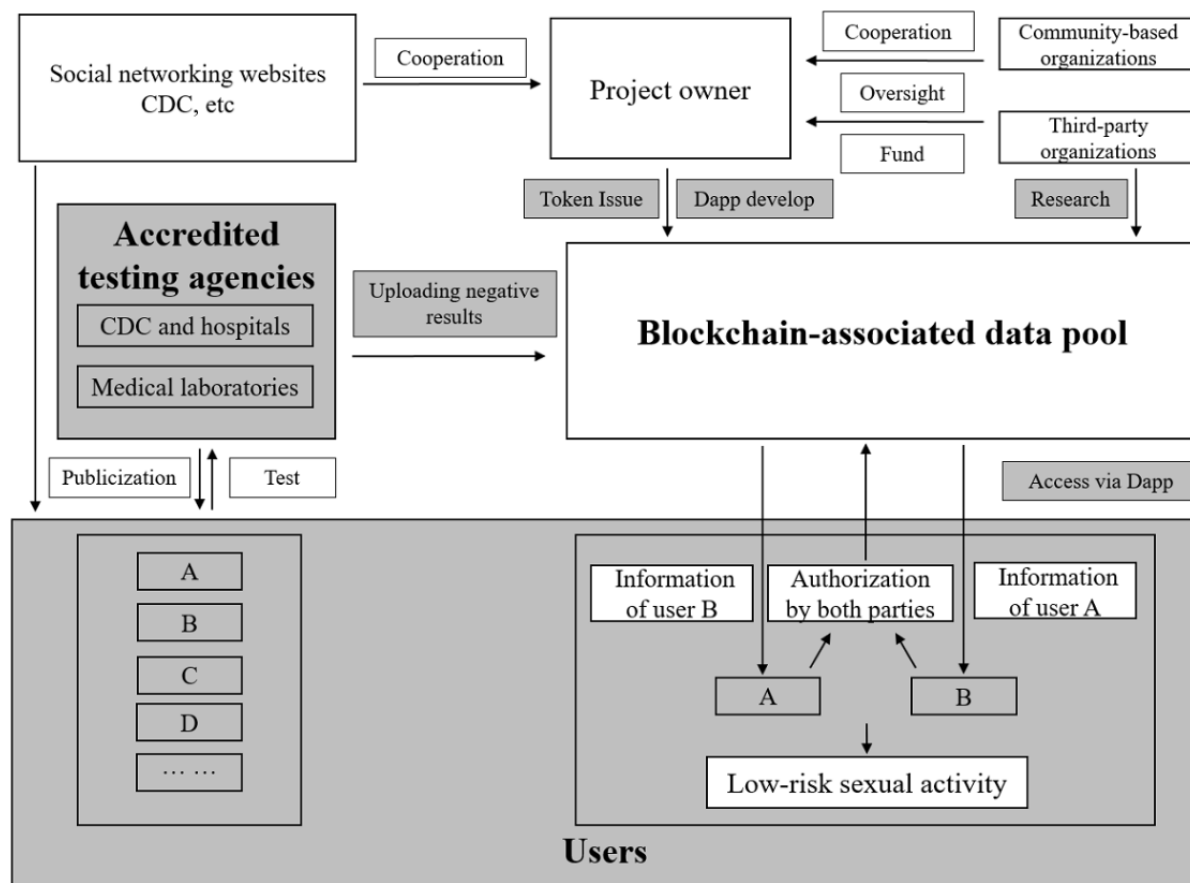 Social networking websites
CDC, etc
Cooperation
Project owner
Cooperation
Oversight
Fund
Community-based
organizations
Third-party
organizations
Token Issue
Dapp develop
Research
Accredited
testing agencies
CDC and hospitals
Medical laboratories
Uploading negative
results
Blockchain-associated data pool
Publicization
Test
Access via Dapp
A
B
C
D
... ...
Information
of user B
Authorization
by both parties
Information
of user A
A
B
Low-risk sexual activity
Users